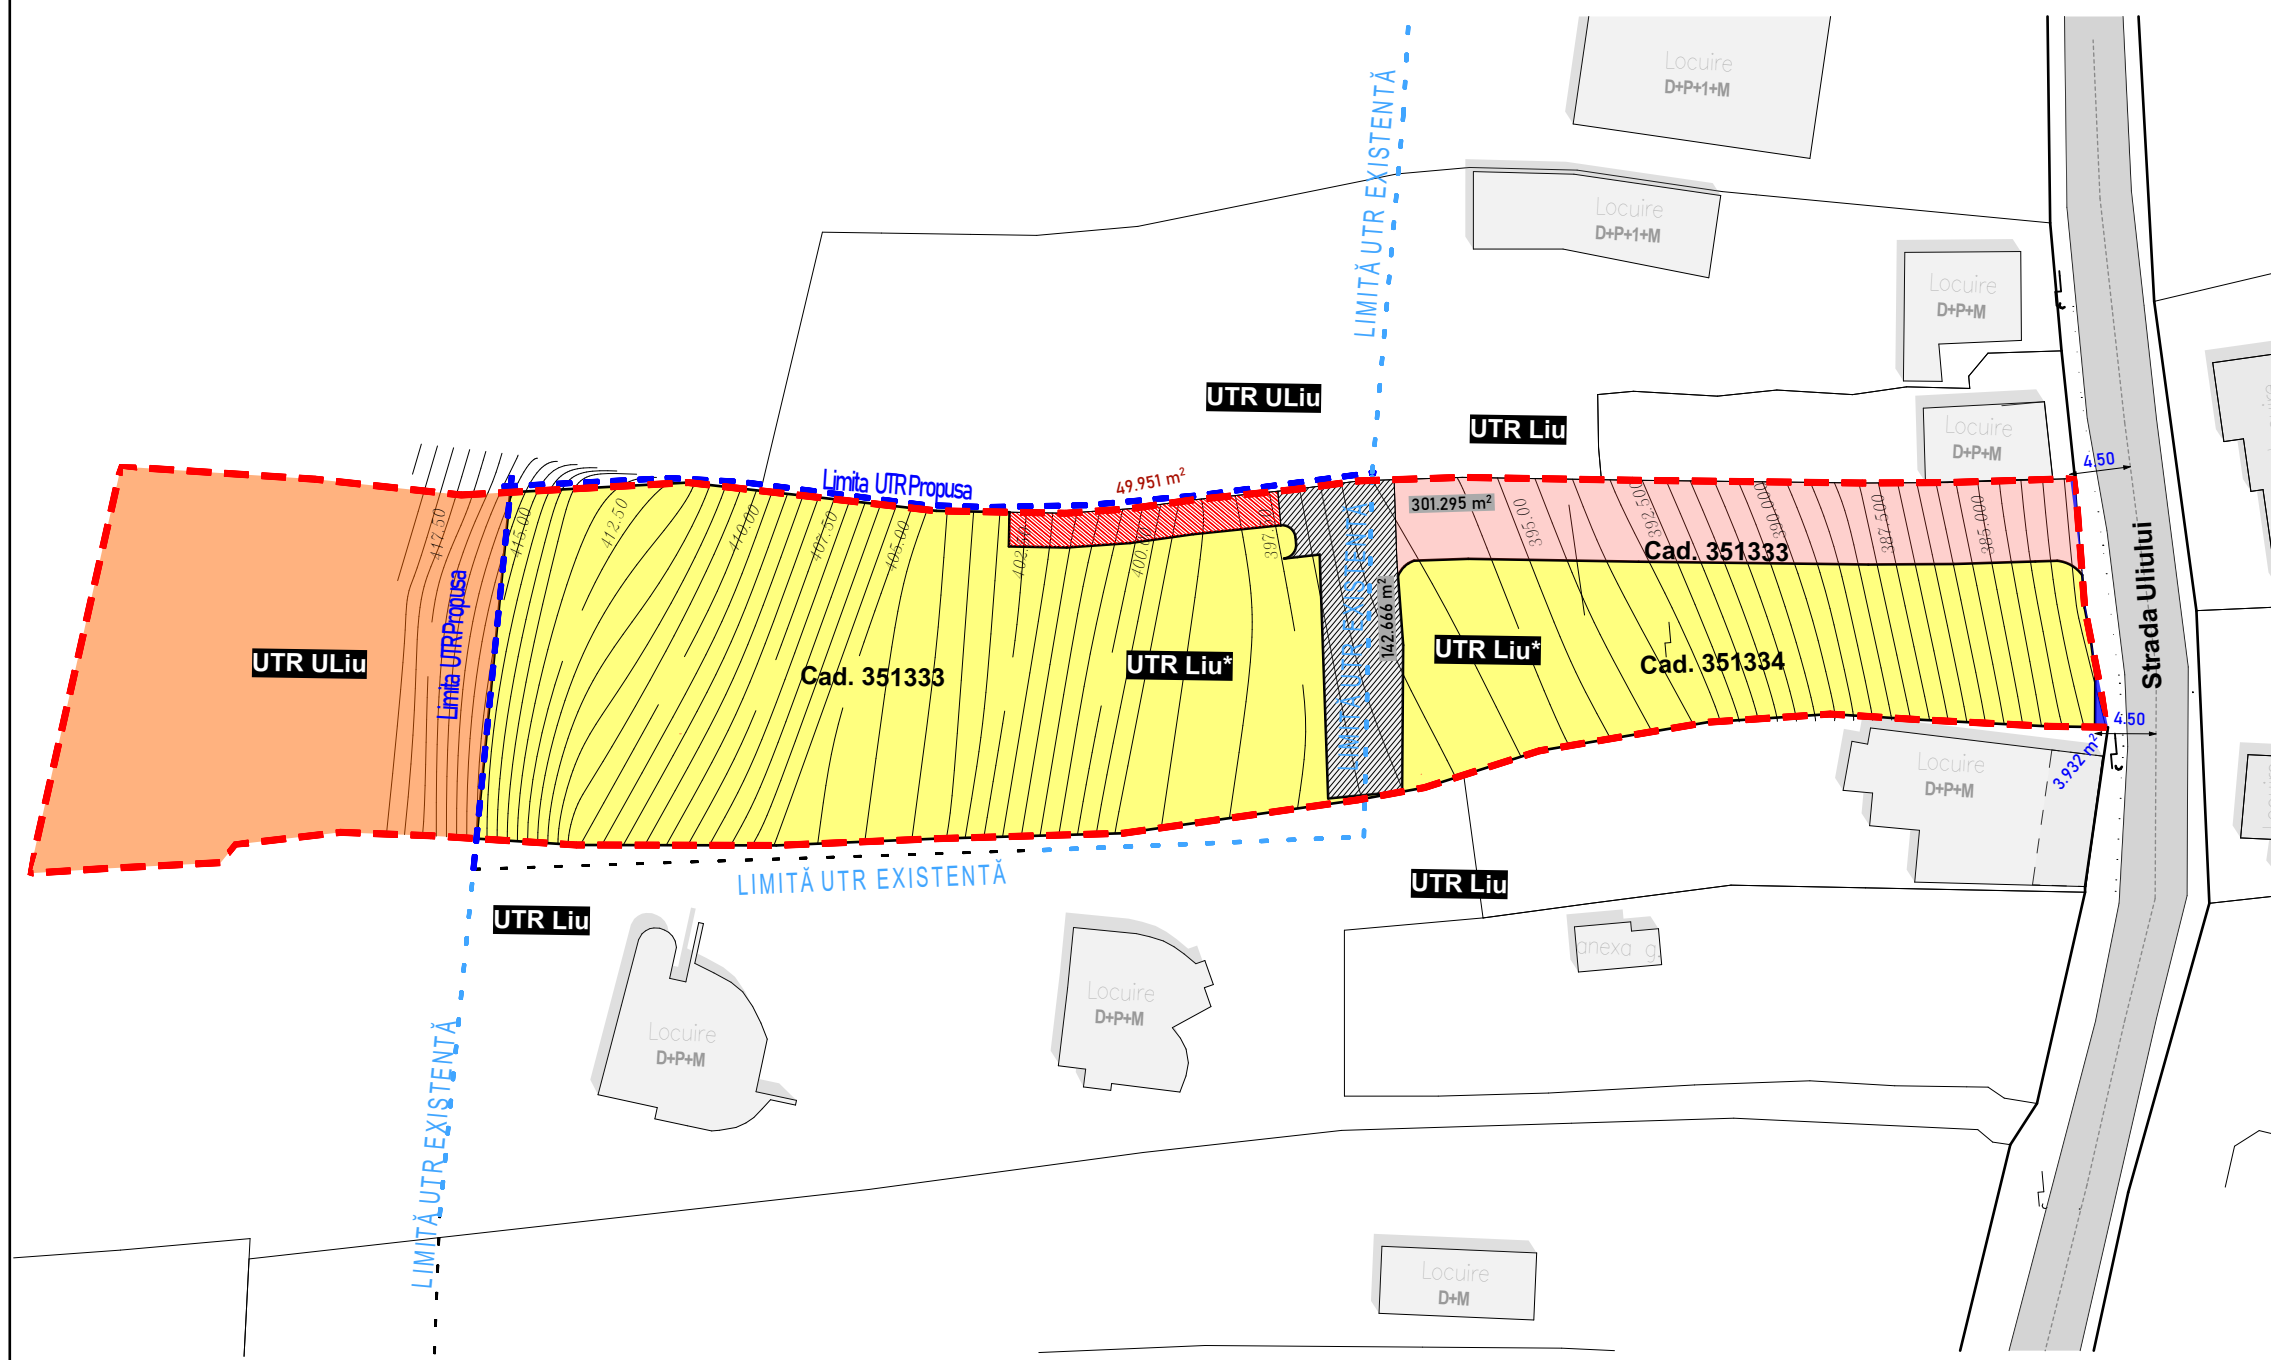 Locuire
D+P+1+M
LIMITĂ UTR EXISTENTĂ
Locuire
D+P+1+M
Locuire
D+P+M
UTR ULiu
UTR Liu
Locuire
D+P+M
4.50
Limita UTR Propusa
49.951 m²
301.295 m²
417.50
415.00
412.50
410.00
407.50
405.00
395.00
392.50
390.000
387.500
385.000
Cad. 351333
Limita UTR Propusa
LIMITĂ UTR EXISTENTĂ
142.666 m²
Strada Uliului
UTR ULiu
Cad. 351333
UTR Liu*
UTR Liu*
Cad. 351334
4.50
3.932 m²
Locuire
D+P+M
LIMITĂ UTR EXISTENTĂ
UTR Liu
UTR Liu
anexa g.
Locuire
D+P+M
Locuire
D+P+M
LIMITĂ UTR EXISTENTĂ
Locuire
D+M